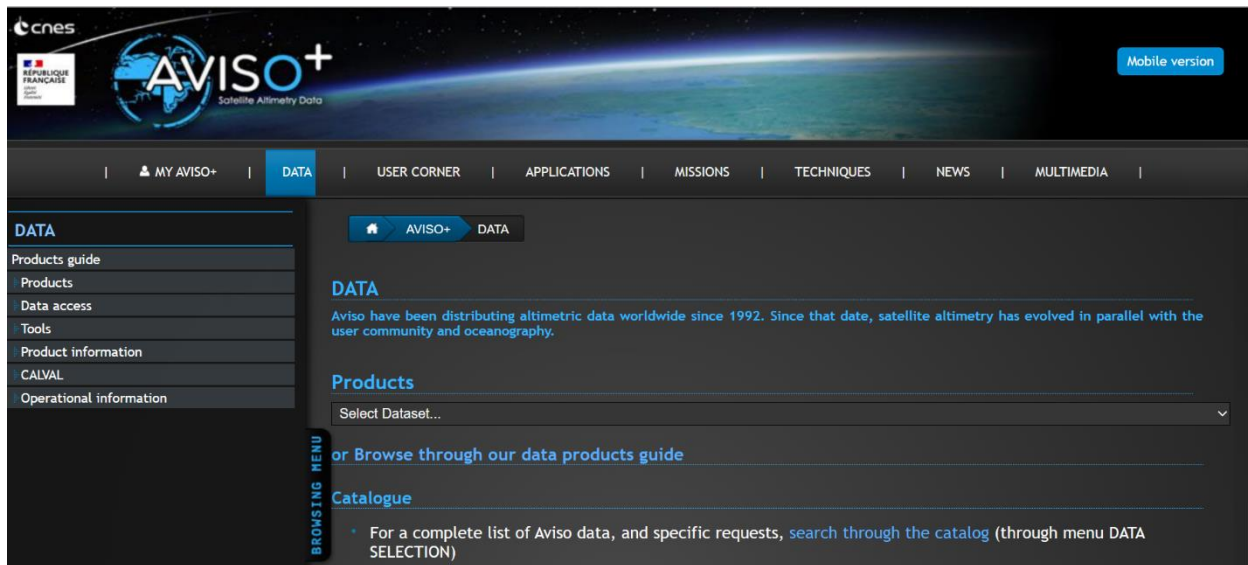 cnes
RÉPUBLIQUE
FRANÇAISE
AVISO+
Satellite Altimetry Data
Mobile version
| MY AVISO+ | DATA | USER CORNER | APPLICATIONS | MISSIONS | TECHNIQUES | NEWS | MULTIMEDIA |
DATA
Products guide
Products
Data access
Tools
Product information
CALVAL
Operational information
BROWSING MENU
AVISO+ DATA
DATA
Aviso have been distributing altimetric data worldwide since 1992. Since that date, satellite altimetry has evolved in parallel with the
user community and oceanography.
Products
Select Dataset...
or Browse through our data products guide
Catalogue
• For a complete list of Aviso data, and specific requests, search through the catalog (through menu DATA
SELECTION)